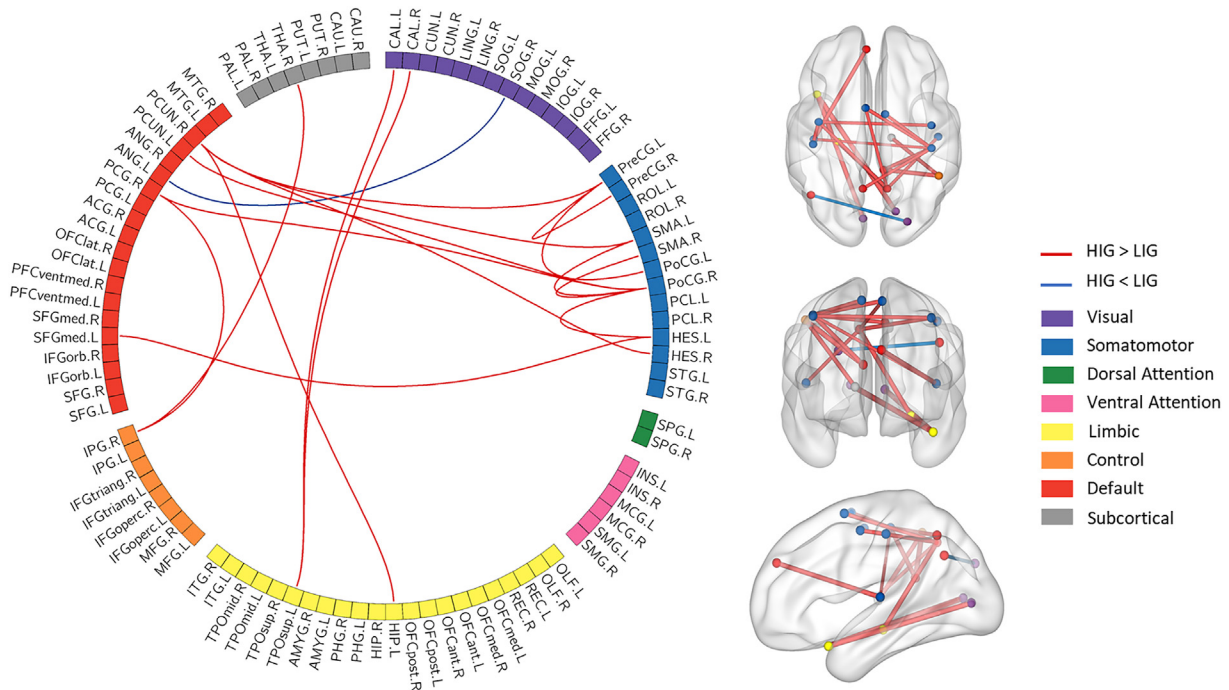 CAL.L
CAL.R
CUN.L
CUN.R
LING.L
LING.R
SOG.L
SOG.R
MOG.L
MOG.R
IOG.L
IOG.R
FFG.L
FFG.R
PreCG.L
PreCG.R
ROL.L
ROL.R
SMA.L
SMA.R
PoCG.L
PoCG.R
PCL.L
PCL.R
HES.L
HES.R
STG.L
STG.R
SPG.L
SPG.R
INS.L
INS.R
MCG.L
MCG.R
SMG.L
SMG.R
OLF.L
OLF.R
REC.L
REC.R
OFCmed.L
OFCmed.R
OFCant.L
OFCant.R
OFCpost.L
OFCpost.R
HIP.L
HIP.R
PHG.L
PHG.R
AMYG.L
AMYG.R
TPOsup.L
TPOsup.R
TPOmid.L
TPOmid.R
ITG.L
ITG.R
MFG.L
MFG.R
IFGoperc.L
IFGoperc.R
IFGtriang.L
IFGtriang.R
IPG.L
IPG.R
SFG.L
SFG.R
IFGorb.L
IFGorb.R
SFGmed.L
SFGmed.R
PFCventmed.L
PFCventmed.R
OFClat.L
OFClat.R
ACG.L
ACG.R
PCG.L
PCG.R
ANG.L
ANG.R
PCUN.L
PCUN.R
MTG.L
MTG.R
PAL.L
PAL.R
THA.L
THA.R
PUT.L
PUT.R
CAU.L
CAU.R
HIG > LIG
HIG < LIG
Visual
Somatomotor
Dorsal Attention
Ventral Attention
Limbic
Control
Default
Subcortical